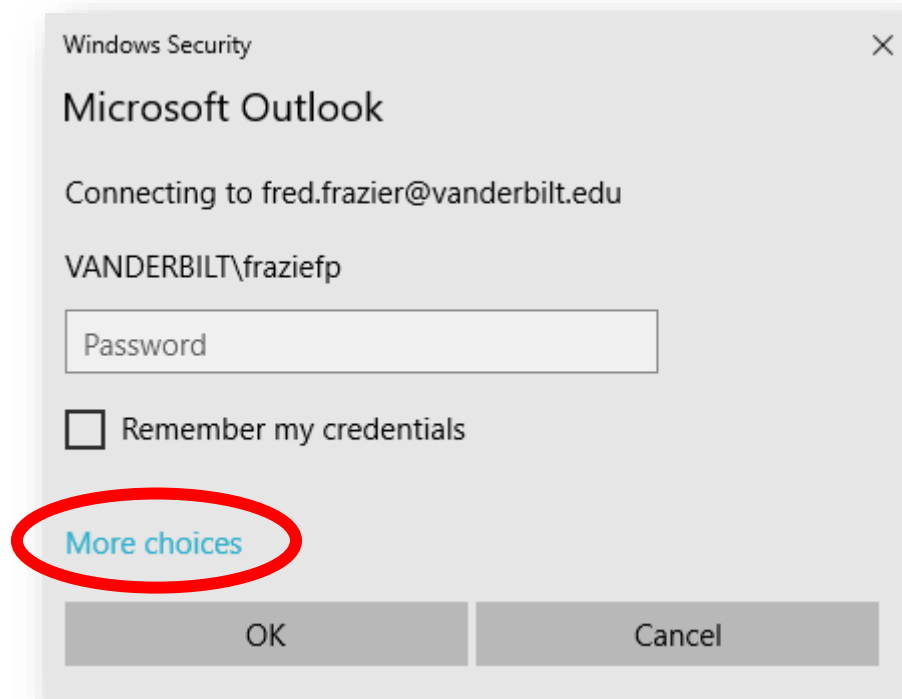 Windows Security
Microsoft Outlook
Connecting to fred.frazier@vanderbilt.edu
VANDERBILT\fraziefp
Password
Remember my credentials
More choices
OK
Cancel